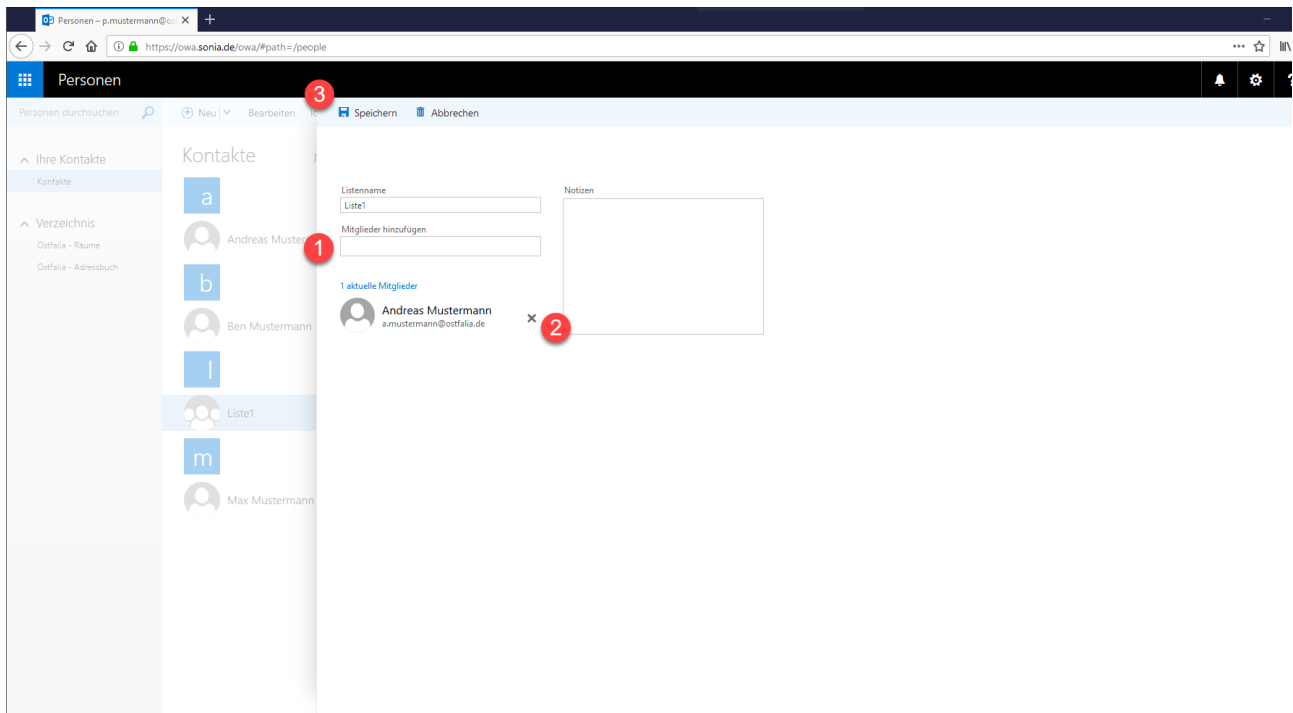 Personen – p.mustermann@os
https://owa.sonia.de/owa/#path=/people
Personen
3
Personen durchsuchen
Neu
Bearbeiten
Speichern
Abbrechen
Ihre Kontakte
Kontakte
Verzeichnis
Ostfalia - Räume
Ostfalia - Adressbuch
Kontakte
a
Andreas Muster
b
Ben Mustermann
l
Liste1
m
Max Mustermann
Listenname
Liste1
Mitglieder hinzufügen
1
1 aktuelle Mitglieder
Andreas Mustermann
a.mustermann@ostfalia.de
2
Notizen